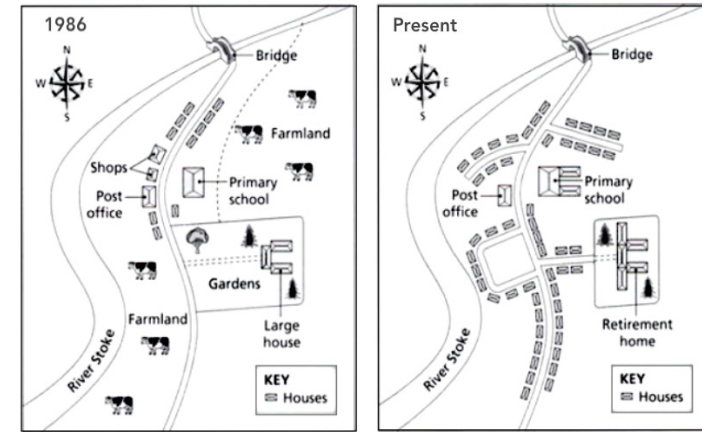 1986
N
W E
S
Bridge
Farmland
Shops
Post
office
Primary
school
Gardens
Large
house
Farmland
River Stoke
KEY
Houses
Present
N
W E
S
Bridge
Post
office
Primary
school
Retirement
home
River Stoke
KEY
Houses